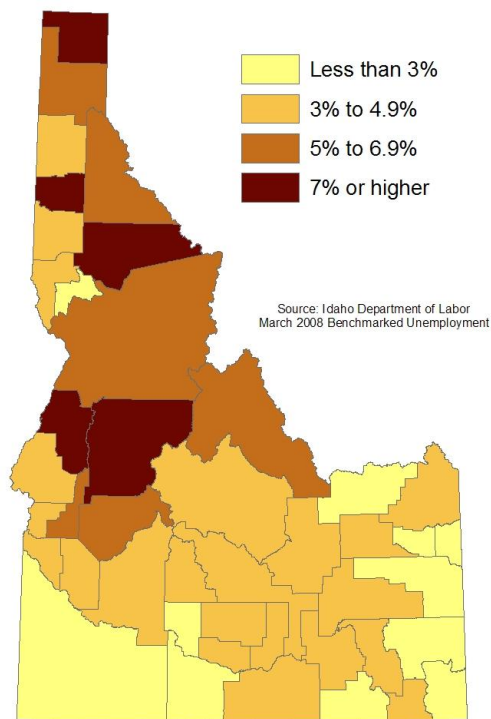 Less than 3%
3% to 4.9%
5% to 6.9%
7% or higher
Source: Idaho Department of Labor
March 2008 Benchmarked Unemployment